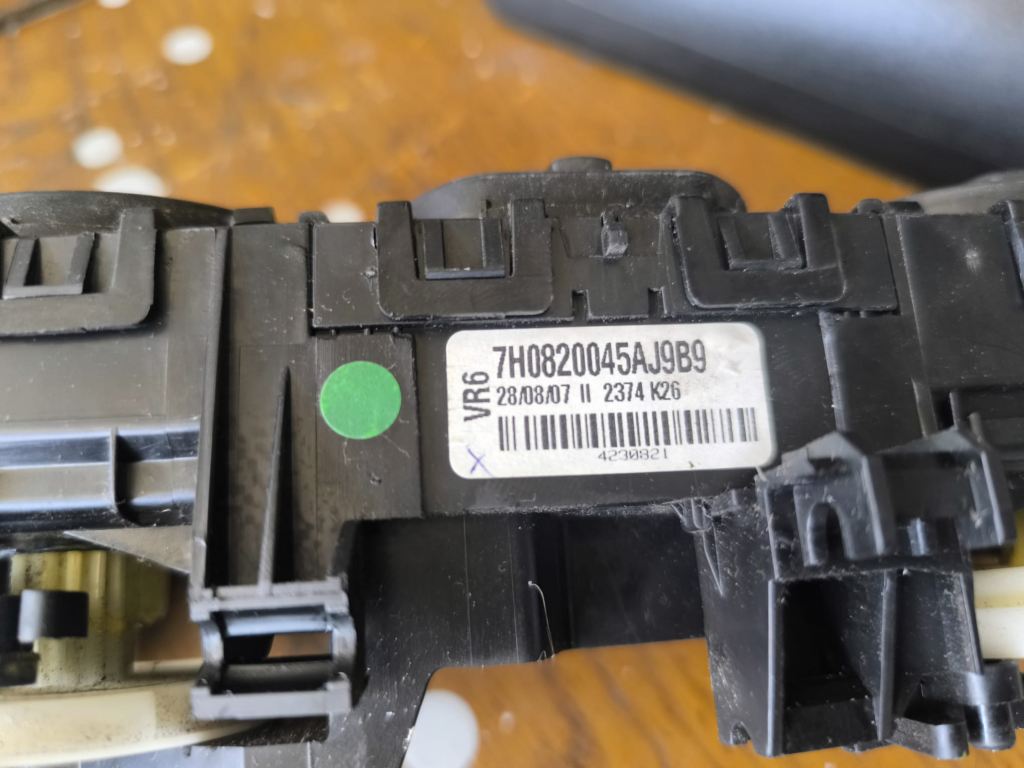 VR6
7H0820045AJ9B9
28/08/07 II 2374 K26
4230821
X